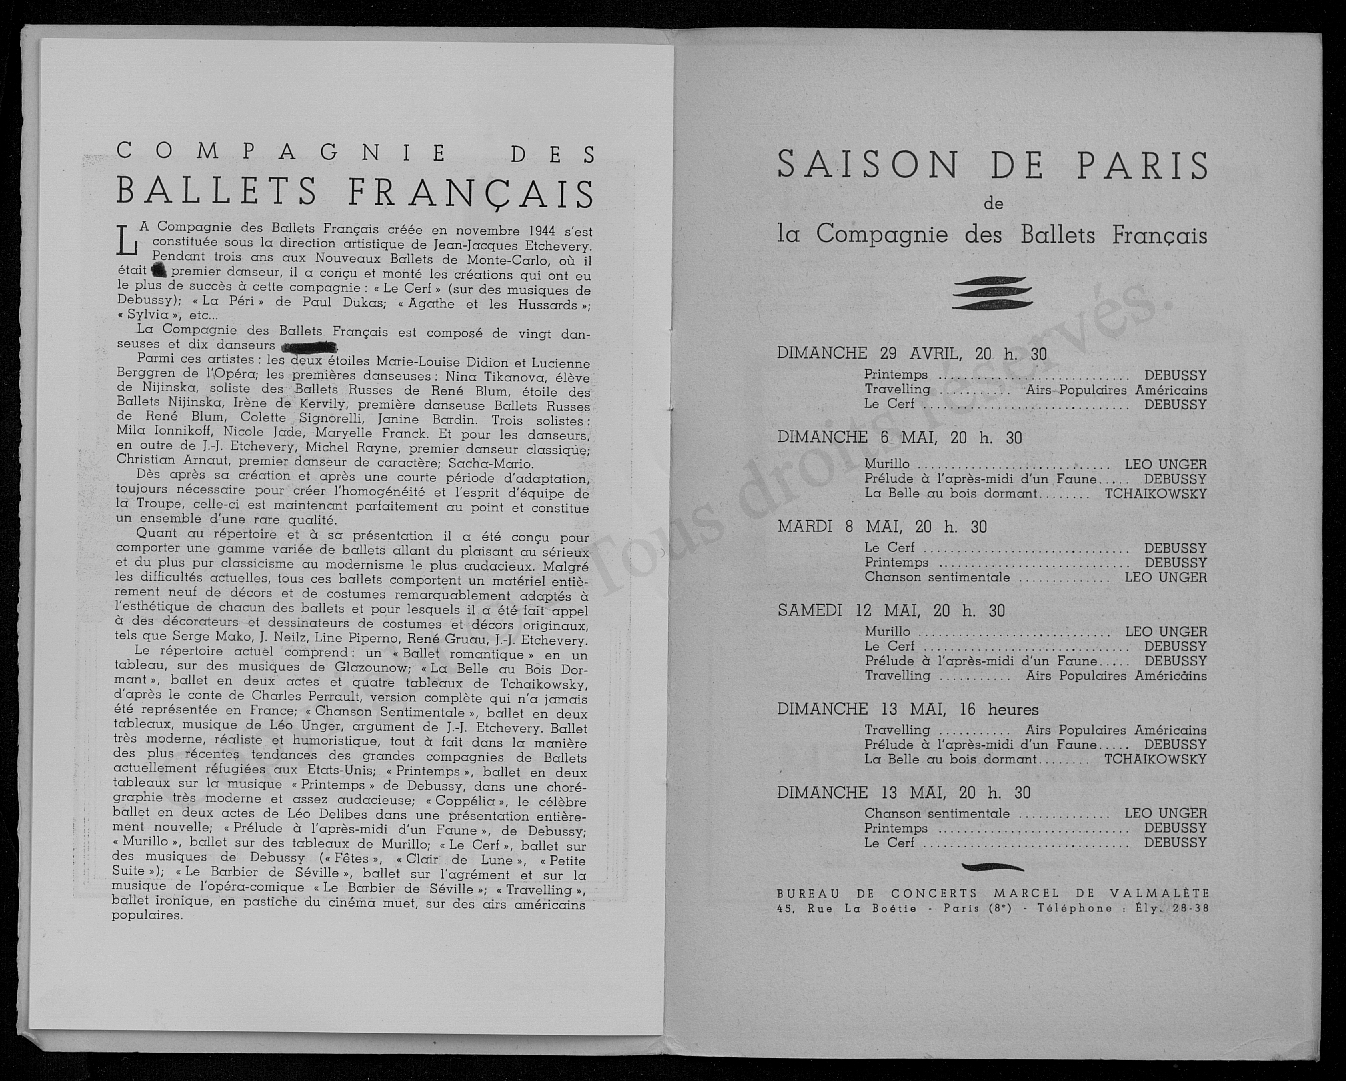 COMPAGNIE DES
BALLETS FRANÇAIS
LA Compagnie des Ballets Français créée en novembre 1944 s'est
constituée sous la direction artistique de Jean-Jacques Etchevery.
Pendant trois ans aux Nouveaux Ballets de Monte-Carlo, où il
était premier danseur, il a conçu et monté les créations qui ont eu
le plus de succès à cette compagnie : « Le Cerf » (sur des musiques de
Debussy); « La Péri » de Paul Dukas; « Agathe et les Hussards »;
« Sylvia », etc...
La Compagnie des Ballets Français est composé de vingt dan-
seuses et dix danseurs
Parmi ces artistes : les deux étoiles Marie-Louise Didion et Lucienne
Berggren de l'Opéra; les premières danseuses : Nina Tikanova, élève
de Nijinska, soliste des Ballets Russes de René Blum, étoile des
Ballets Nijinska, Irène de Kervily, première danseuse Ballets Russes
de René Blum, Colette Signorelli, Janine Bardin. Trois solistes :
Mila Ionnikoff, Nicole Jade, Maryelle Franck. Et pour les danseurs,
en outre de J.-J. Etchevery, Michel Rayne, premier danseur classique;
Christian Arnaut, premier danseur de caractère; Sacha-Mario.
Dès après sa création et après une courte période d'adaptation,
toujours nécessaire pour créer l'homogénéité et l'esprit d'équipe de
la Troupe, celle-ci est maintenant parfaitement au point et constitue
un ensemble d'une rare qualité.
Quant au répertoire et à sa présentation il a été conçu pour
comporter une gamme variée de ballets allant du plaisant au sérieux
et du plus pur classicisme au modernisme le plus audacieux. Malgré
les difficultés actuelles, tous ces ballets comportent un matériel entiè-
rement neuf de décors et de costumes remarquablement adaptés à
l'esthétique de chacun des ballets et pour lesquels il a été fait appel
à des décorateurs et dessinateurs de costumes et décors originaux,
tels que Serge Mako, J. Neilz, Line Piperno, René Gruau, J.-J. Etchevery.
Le répertoire actuel comprend : un « Ballet romantique » en un
tableau, sur des musiques de Glazounow; « La Belle au Bois Dor-
mant », ballet en deux actes et quatre tableaux de Tchaikowsky,
d'après le conte de Charles Perrault, version complète qui n'a jamais
été représentée en France; « Chanson Sentimentale », ballet en deux
tableaux, musique de Léo Unger, argument de J.-J. Etchevery. Ballet
très moderne, réaliste et humoristique, tout à fait dans la manière
des plus récentes tendances des grandes compagnies de Ballets
actuellement réfugiées aux Etats-Unis; « Printemps », ballet en deux
tableaux sur la musique « Printemps » de Debussy, dans une choré-
graphie très moderne et assez audacieuse; « Coppélia », le célèbre
ballet en deux actes de Léo Delibes dans une présentation entière-
ment nouvelle; « Prélude à l'après-midi d'un Faune », de Debussy;
« Murillo », ballet sur des tableaux de Murillo; « Le Cerf », ballet sur
des musiques de Debussy (« Fêtes », « Clair de Lune », « Petite
Suite »); « Le Barbier de Séville », ballet sur l'agrément et sur la
musique de l'opéra-comique « Le Barbier de Séville »; « Travelling »,
ballet ironique, en pastiche du cinéma muet, sur des airs américains
populaires.
SAISON DE PARIS
de
la Compagnie des Ballets Français
DIMANCHE 29 AVRIL, 20 h. 30
Printemps ............................. DEBUSSY
Travelling ........... Airs Populaires Américains
Le Cerf ............................... DEBUSSY
DIMANCHE 6 MAI, 20 h. 30
Murillo ............................. LEO UNGER
Prélude à l'après-midi d'un Faune..... DEBUSSY
La Belle au bois dormant........ TCHAIKOWSKY
MARDI 8 MAI, 20 h. 30
Le Cerf ............................... DEBUSSY
Printemps ............................. DEBUSSY
Chanson sentimentale .............. LEO UNGER
SAMEDI 12 MAI, 20 h. 30
Murillo ............................. LEO UNGER
Le Cerf ............................... DEBUSSY
Prélude à l'après-midi d'un Faune..... DEBUSSY
Travelling ........... Airs Populaires Américains
DIMANCHE 13 MAI, 16 heures
Travelling ........... Airs Populaires Américains
Prélude à l'après-midi d'un Faune..... DEBUSSY
La Belle au bois dormant........ TCHAIKOWSKY
DIMANCHE 13 MAI, 20 h. 30
Chanson sentimentale .............. LEO UNGER
Printemps ............................. DEBUSSY
Le Cerf ............................... DEBUSSY
BUREAU DE CONCERTS MARCEL DE VALMALÈTE
45, Rue La Boétie - Paris (8°) - Téléphone : Ély. 28-38
Tous droits réservés.